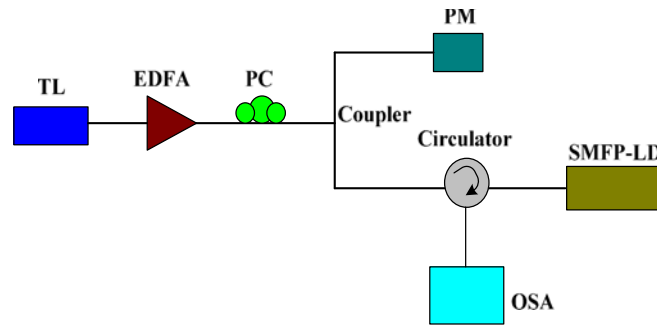 PM
EDFA
PC
TL
Coupler
Circulator
SMFP-LD
OSA